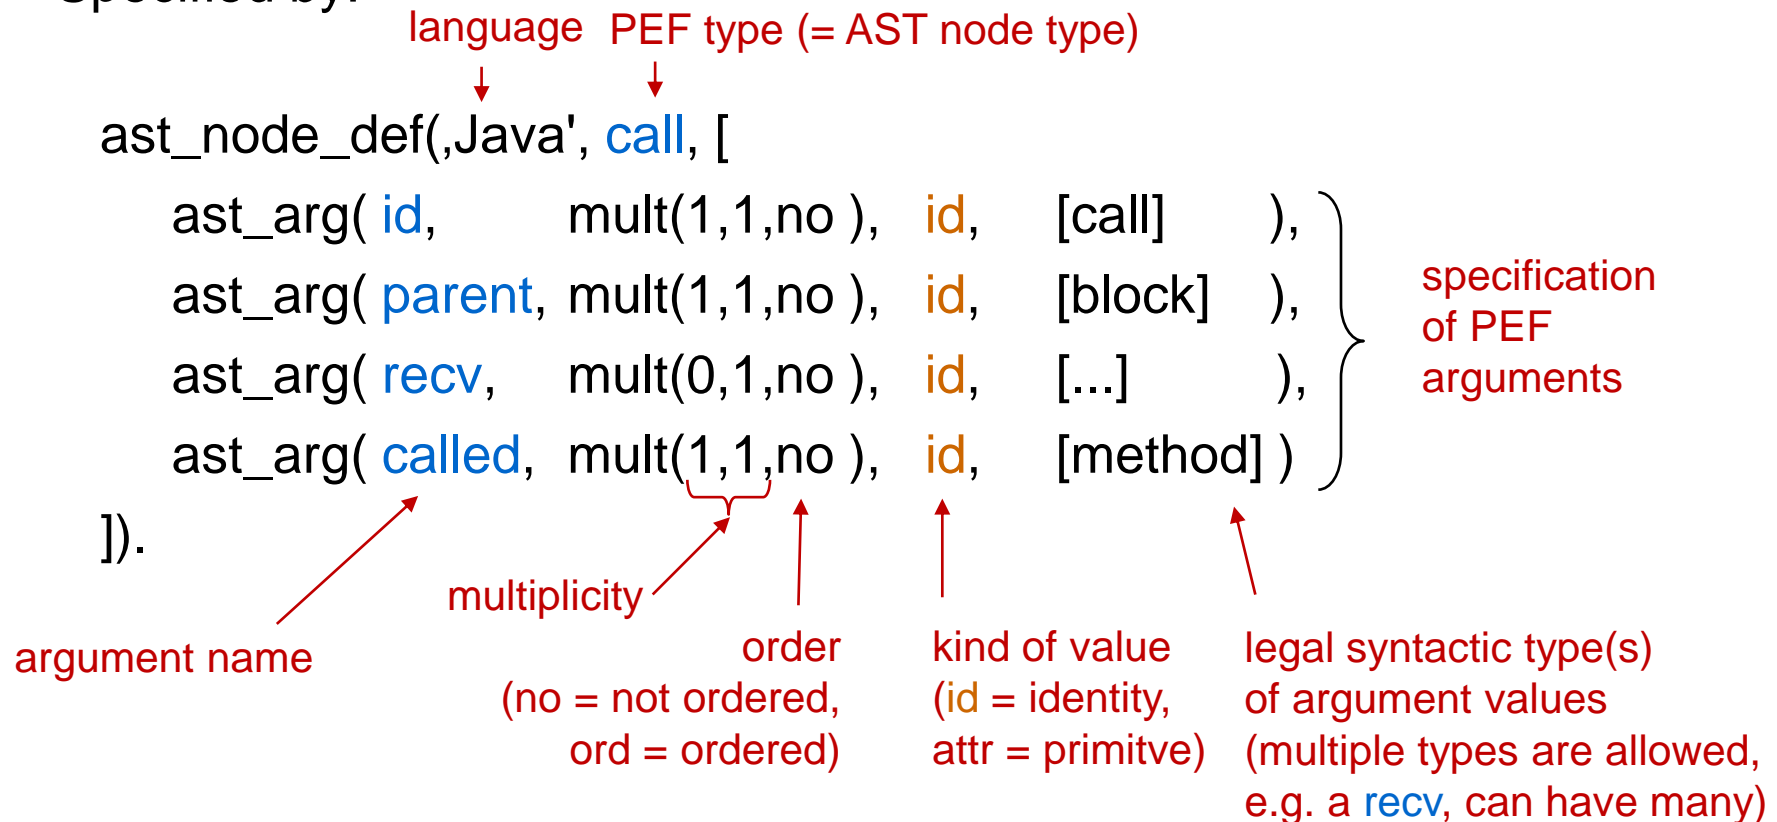 Specified by:
language PEF type (= AST node type)
ast_node_def(‚Java', call, [
ast_arg( id, mult(1,1,no ), id, [call] ),
ast_arg( parent, mult(1,1,no ), id, [block] ),
ast_arg( recv, mult(0,1,no ), id, [...] ),
ast_arg( called, mult(1,1,no ), id, [method] )
]).
specification
of PEF
arguments
multiplicity
argument name
order
(no = not ordered,
ord = ordered)
kind of value
(id = identity,
attr = primitve)
legal syntactic type(s)
of argument values
(multiple types are allowed,
e.g. a recv, can have many)